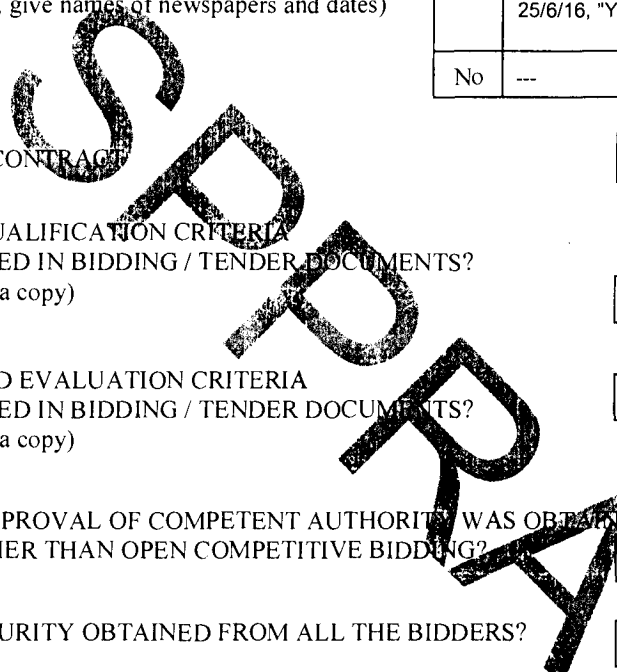 , give names of newspapers and dates)
25/6/16, "Y
No ---
CONTRACT
UALIFICATION CRITERIA
ED IN BIDDING / TENDER DOCUMENTS?
a copy)
D EVALUATION CRITERIA
ED IN BIDDING / TENDER DOCUMENTS?
a copy)
PROVAL OF COMPETENT AUTHORITY WAS OBTAIN
HER THAN OPEN COMPETITIVE BIDDING?
URITY OBTAINED FROM ALL THE BIDDERS?
SPPRA